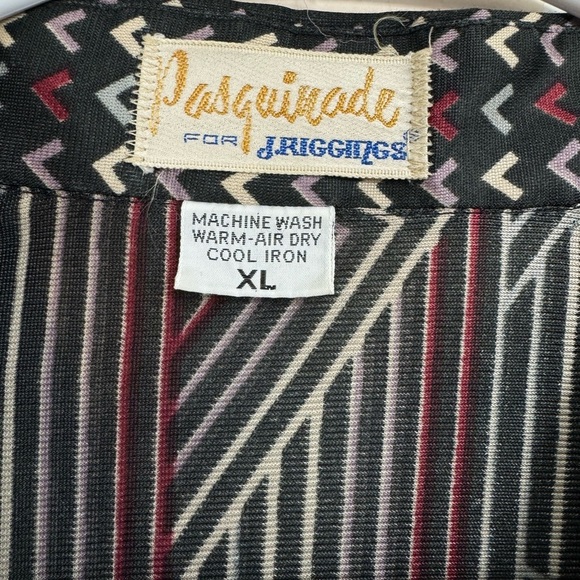 Pasquinade
FOR J.RIGGINGS
MACHINE WASH
WARM-AIR DRY
COOL IRON
XL